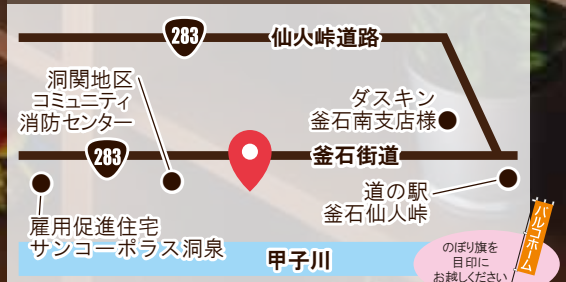 283
仙人峠道路
洞関地区
コミュニティ
消防センター
ダスキン
釜石南支店様
283
釜石街道
道の駅
釜石仙人峠
雇用促進住宅
サンコーポラス洞泉
甲子川
パルコホーム
のぼり旗を
目印に
お越しください